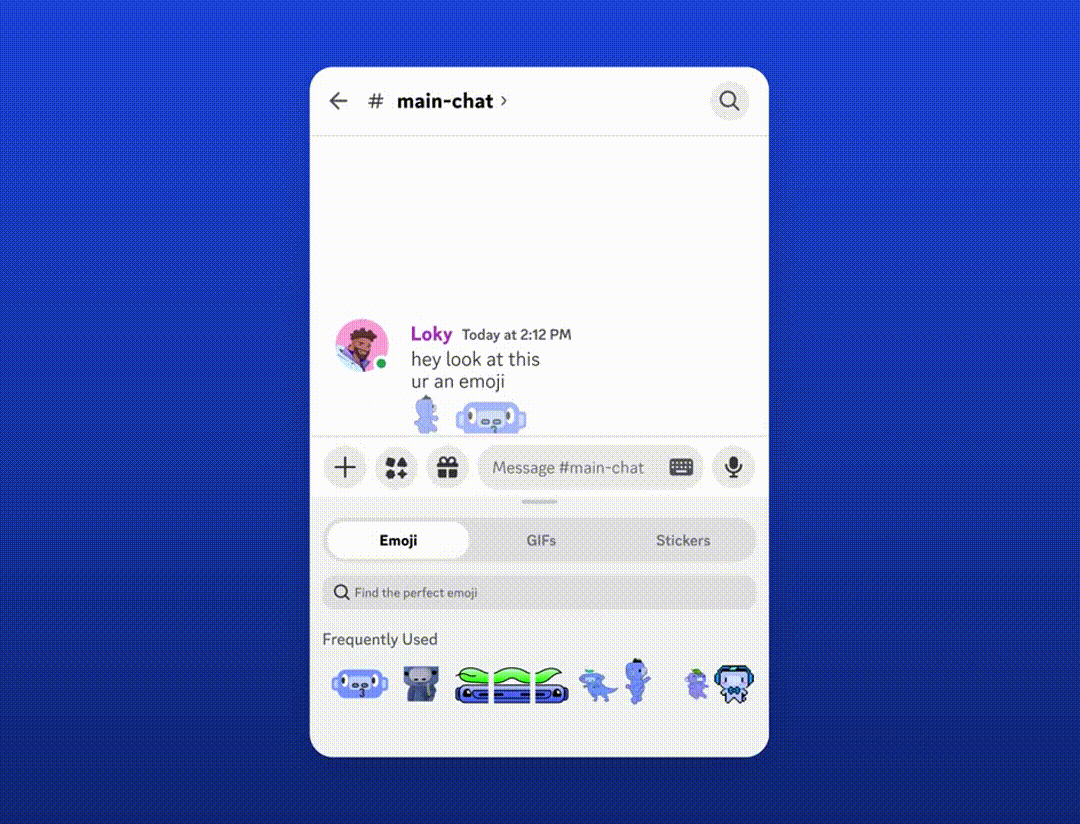 # main-chat ›
Loky Today at 2:12 PM
hey look at this
ur an emoji
Message #main-chat
Emoji GIFs Stickers
Find the perfect emoji
Frequently Used